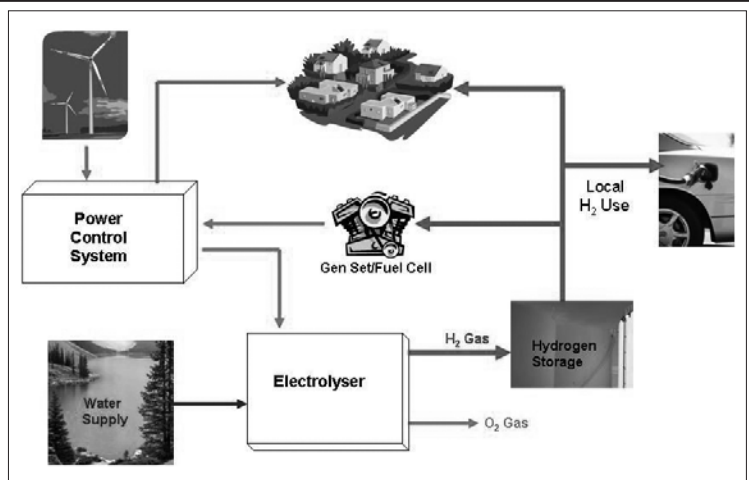 Local
H₂ Use
Power
Control
System
Gen Set/Fuel Cell
H₂ Gas
Hydrogen
Storage
Electrolyser
Water
Supply
O₂ Gas